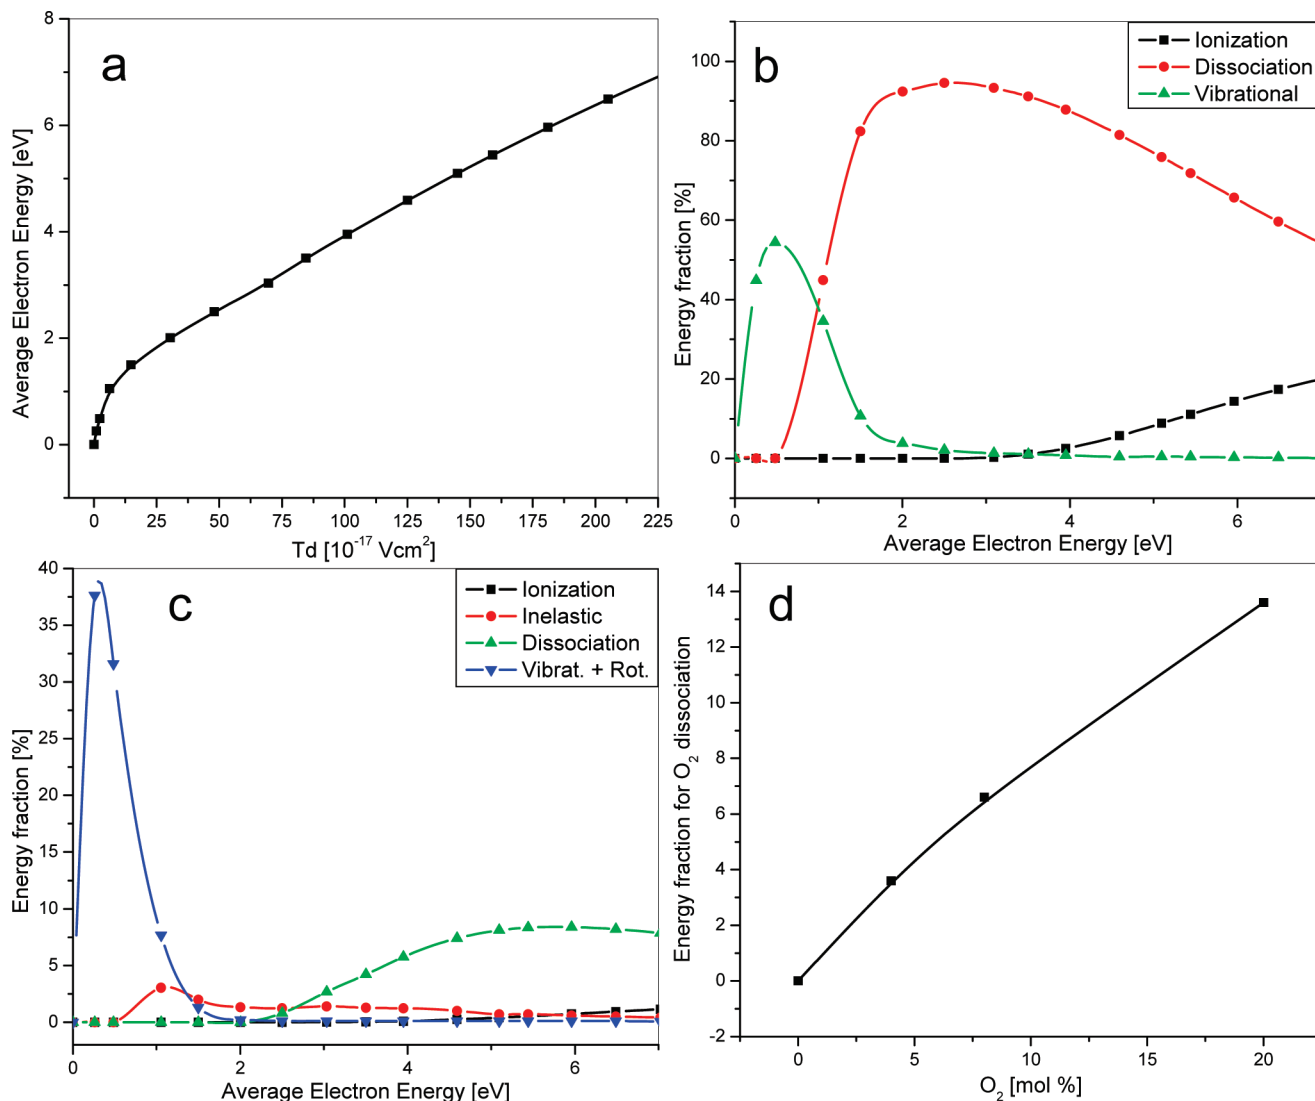 a
8
6
4
2
0
Average Electron Energy [eV]
0 25 50 75 100 125 150 175 200 225
Td [10⁻¹⁷ Vcm²]
b
Ionization
Dissociation
Vibrational
100
80
60
40
20
0
Energy fraction [%]
0 2 4 6
Average Electron Energy [eV]
c
Ionization
Inelastic
Dissociation
Vibrat. + Rot.
40
35
30
25
20
15
10
5
0
Energy fraction [%]
0 2 4 6
Average Electron Energy [eV]
d
14
12
10
8
6
4
2
0
-2
Energy fraction for O₂ dissociation
0 5 10 15 20
O₂ [mol %]